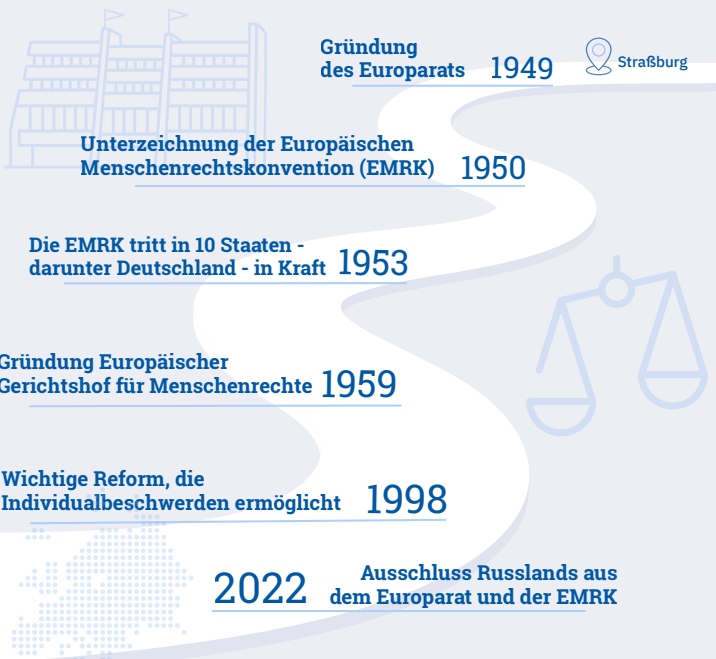 Gründung
des Europarats 1949
Straßburg
Unterzeichnung der Europäischen
Menschenrechtskonvention (EMRK) 1950
Die EMRK tritt in 10 Staaten -
darunter Deutschland - in Kraft 1953
Gründung Europäischer
Gerichtshof für Menschenrechte 1959
Wichtige Reform, die
Individualbeschwerden ermöglicht 1998
2022 Ausschluss Russlands aus
dem Europarat und der EMRK